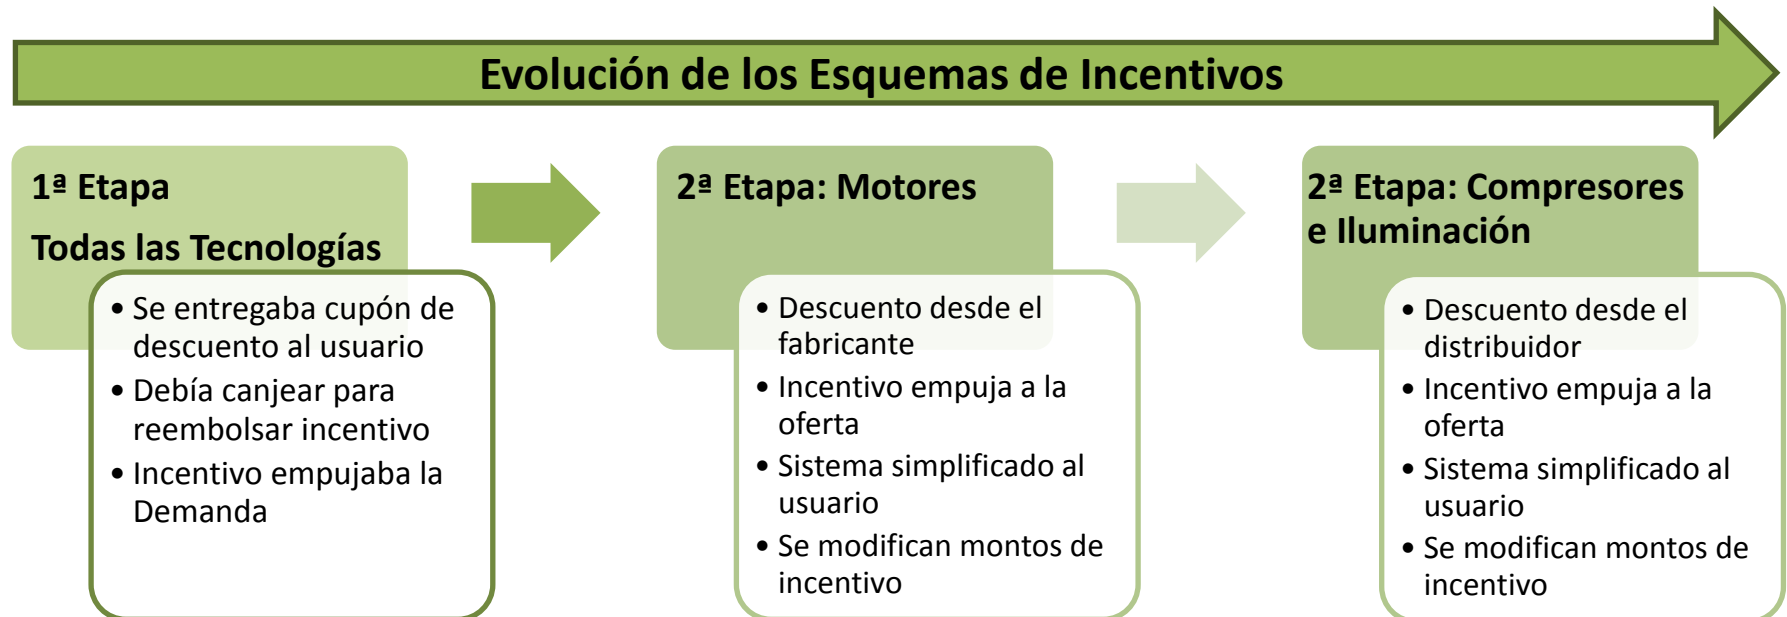 Evolución de los Esquemas de Incentivos
1ª Etapa
Todas las Tecnologías
• Se entregaba cupón de
descuento al usuario
• Debía canjear para
reembolsar incentivo
• Incentivo empujaba la
Demanda
2ª Etapa: Motores
• Descuento desde el
fabricante
• Incentivo empuja a la
oferta
• Sistema simplificado al
usuario
• Se modifican montos de
incentivo
2ª Etapa: Compresores
e Iluminación
• Descuento desde el
distribuidor
• Incentivo empuja a la
oferta
• Sistema simplificado al
usuario
• Se modifican montos de
incentivo